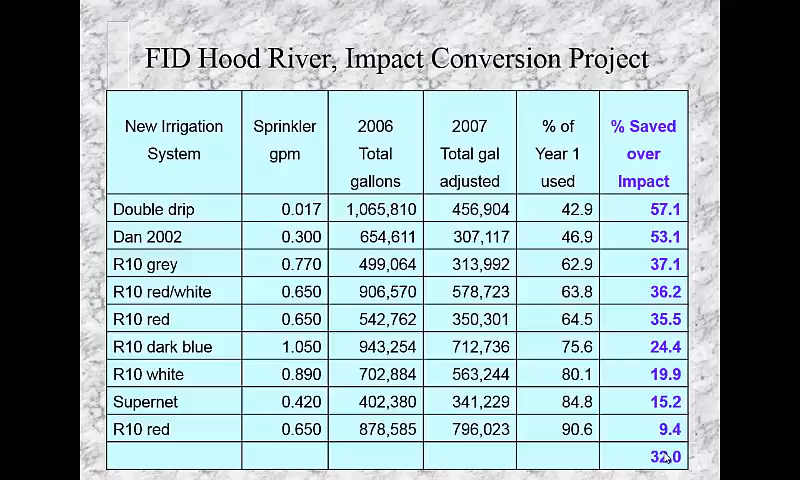 FID Hood River, Impact Conversion Project
New Irrigation System Sprinkler gpm 2006 Total gallons 2007 Total gal adjusted % of Year 1 used % Saved over Impact
Double drip 0.017 1,065,810 456,904 42.9 57.1
Dan 2002 0.300 654,611 307,117 46.9 53.1
R10 grey 0.770 499,064 313,992 62.9 37.1
R10 red/white 0.650 906,570 578,723 63.8 36.2
R10 red 0.650 542,762 350,301 64.5 35.5
R10 dark blue 1.050 943,254 712,736 75.6 24.4
R10 white 0.890 702,884 563,244 80.1 19.9
Supernet 0.420 402,380 341,229 84.8 15.2
R10 red 0.650 878,585 796,023 90.6 9.4
32.0